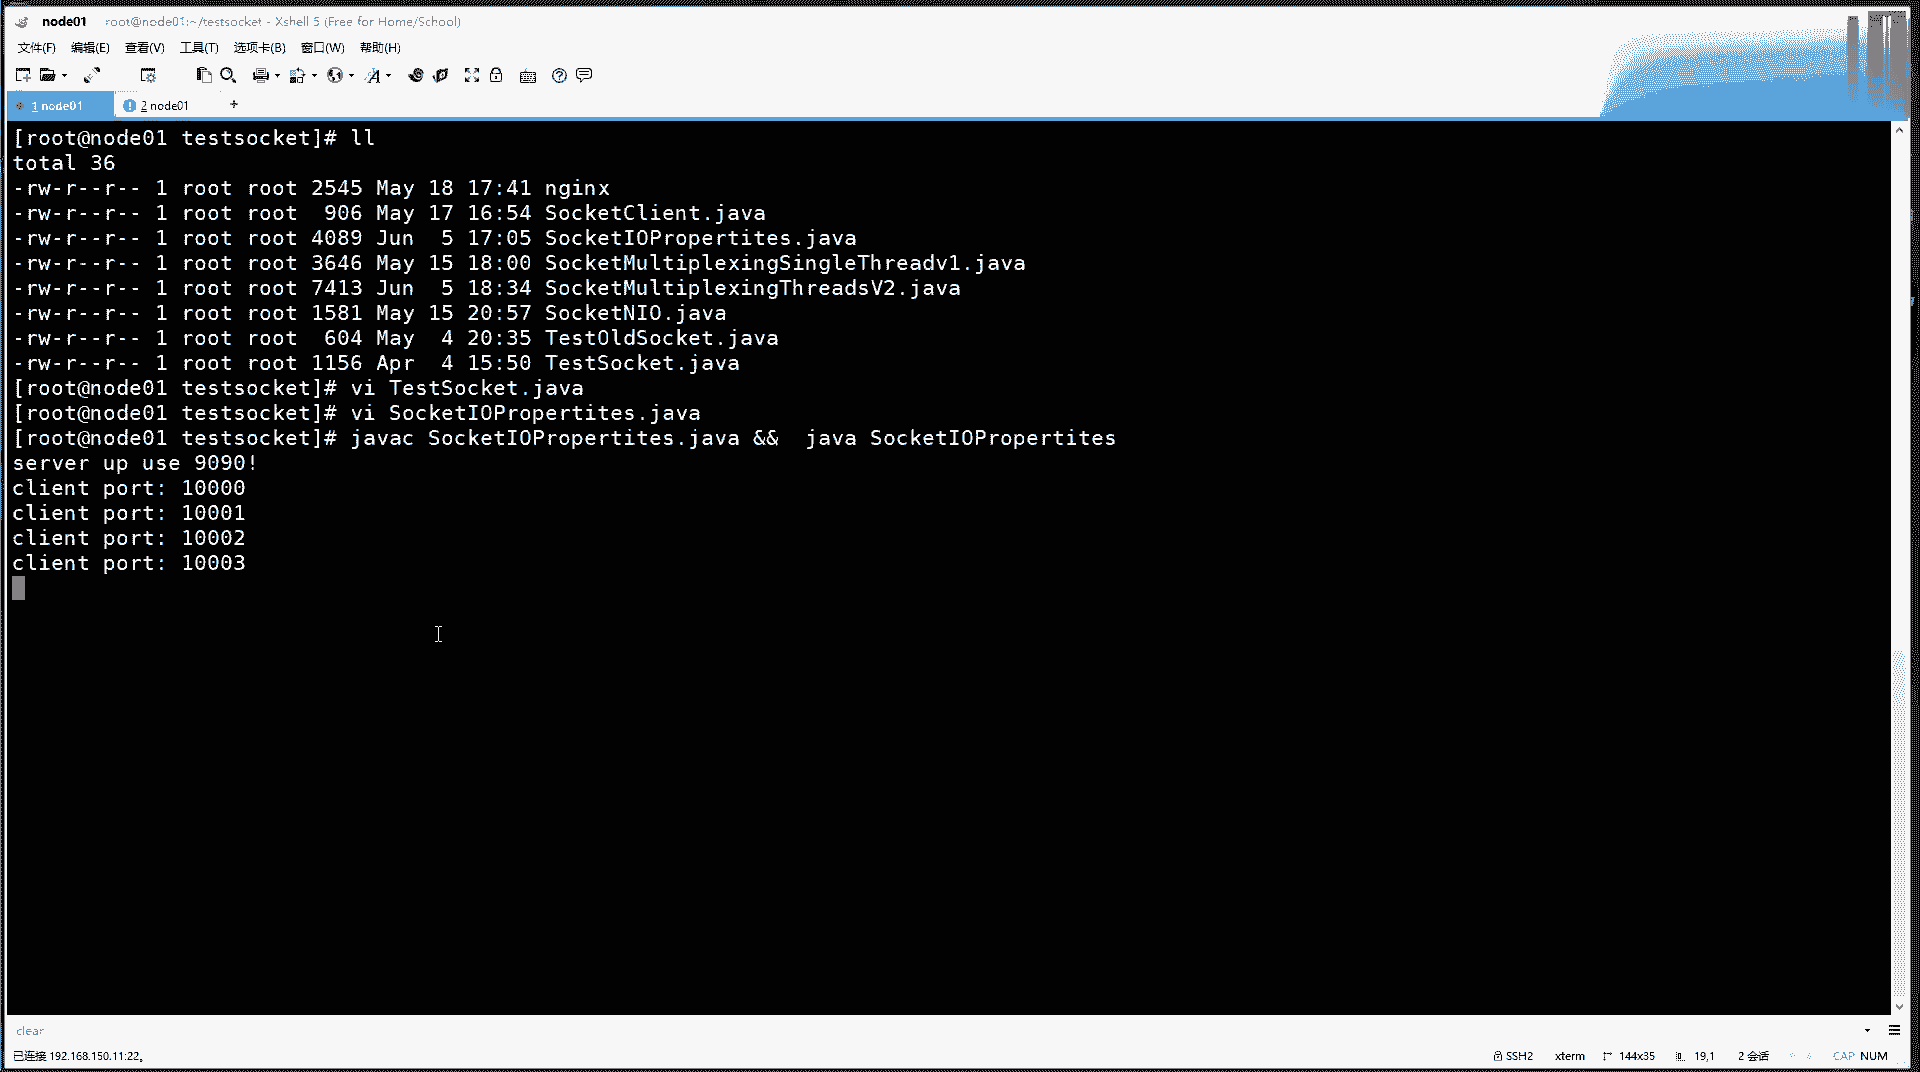 node01 root@node01:~/testsocket - Xshell 5 (Free for Home/School)
文件(F) 编辑(E) 查看(V) 工具(T) 选项卡(B) 窗口(W) 帮助(H)
1 node01 2 node01 +
[root@node01 testsocket]# ll
total 36
-rw-r--r-- 1 root root 2545 May 18 17:41 nginx
-rw-r--r-- 1 root root  906 May 17 16:54 SocketClient.java
-rw-r--r-- 1 root root 4089 Jun  5 17:05 SocketIOPropertites.java
-rw-r--r-- 1 root root 3646 May 15 18:00 SocketMultiplexingSingleThreadv1.java
-rw-r--r-- 1 root root 7413 Jun  5 18:34 SocketMultiplexingThreadsV2.java
-rw-r--r-- 1 root root 1581 May 15 20:57 SocketNIO.java
-rw-r--r-- 1 root root  604 May  4 20:35 TestOldSocket.java
-rw-r--r-- 1 root root 1156 Apr  4 15:50 TestSocket.java
[root@node01 testsocket]# vi TestSocket.java
[root@node01 testsocket]# vi SocketIOPropertites.java
[root@node01 testsocket]# javac SocketIOPropertites.java &&  java SocketIOPropertites
server up use 9090!
client port: 10000
client port: 10001
client port: 10002
client port: 10003
clear
已连接 192.168.150.11:22。 SSH2 xterm 144x35 19,1 2 会话 CAP NUM